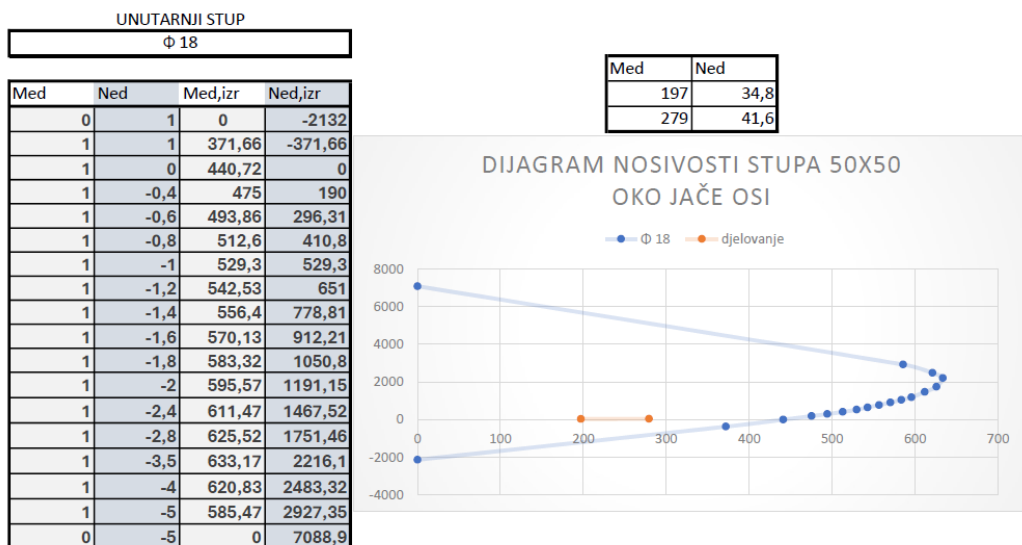 UNUTARNJI STUP
Φ 18
Med Ned Med,izr Ned,izr
0 1 0 -2132
1 1 371,66 -371,66
1 0 440,72 0
1 -0,4 475 190
1 -0,6 493,86 296,31
1 -0,8 512,6 410,8
1 -1 529,3 529,3
1 -1,2 542,53 651
1 -1,4 556,4 778,81
1 -1,6 570,13 912,21
1 -1,8 583,32 1050,8
1 -2 595,57 1191,15
1 -2,4 611,47 1467,52
1 -2,8 625,52 1751,46
1 -3,5 633,17 2216,1
1 -4 620,83 2483,32
1 -5 585,47 2927,35
0 -5 0 7088,9
Med Ned
197 34,8
279 41,6
DIJAGRAM NOSIVOSTI STUPA 50X50
OKO JAČE OSI
Φ 18 djelovanje
8000
6000
4000
2000
0
-2000
-4000
0 100 200 300 400 500 600 700